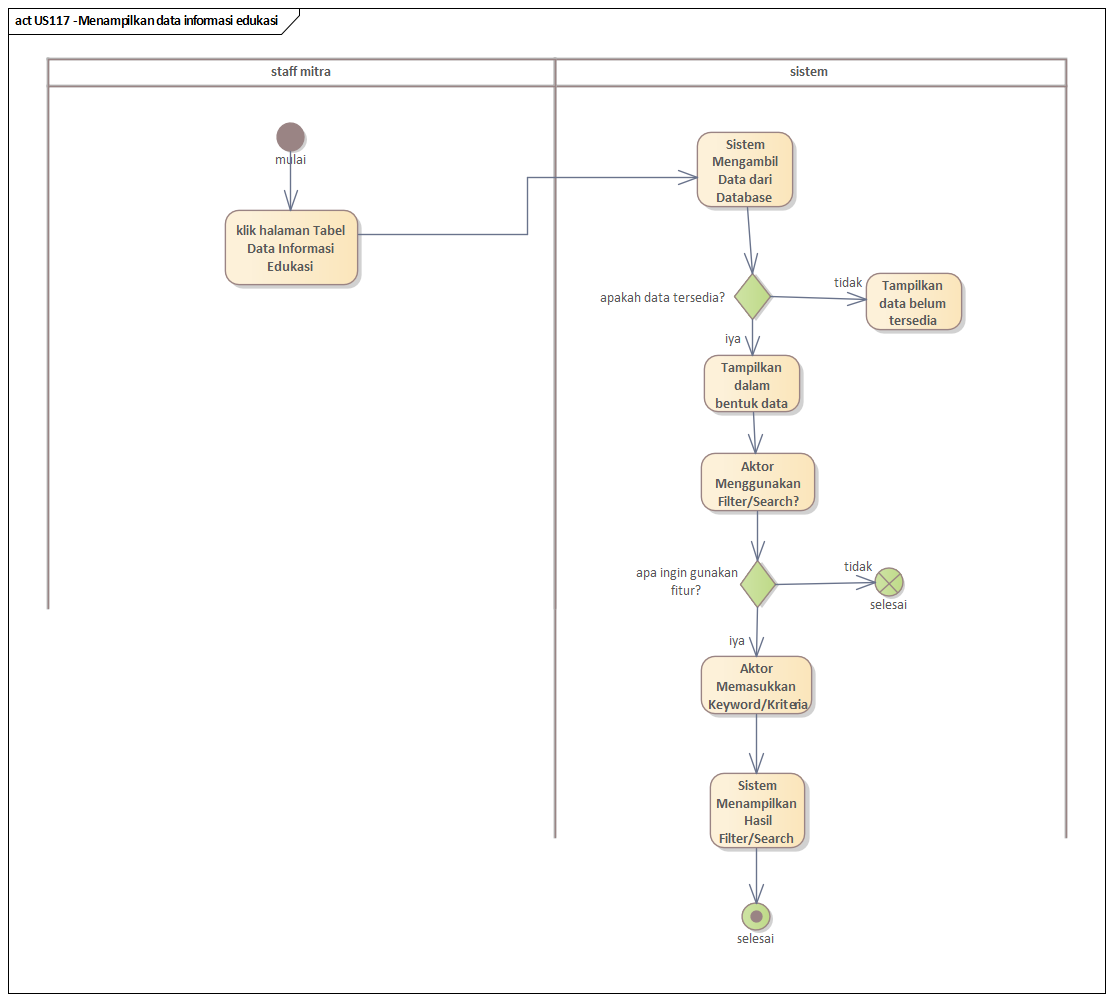 act US117 - Menampilkan data informasi edukasi
staff mitra
sistem
mulai
klik halaman Tabel
Data Informasi
Edukasi
Sistem
Mengambil
Data dari
Database
apakah data tersedia?
tidak
Tampilkan
data belum
tersedia
iya
Tampilkan
dalam
bentuk data
Aktor
Menggunakan
Filter/Search?
apa ingin gunakan
fitur?
tidak
selesai
iya
Aktor
Memasukkan
Keyword/Kriteria
Sistem
Menampilkan
Hasil
Filter/Search
selesai